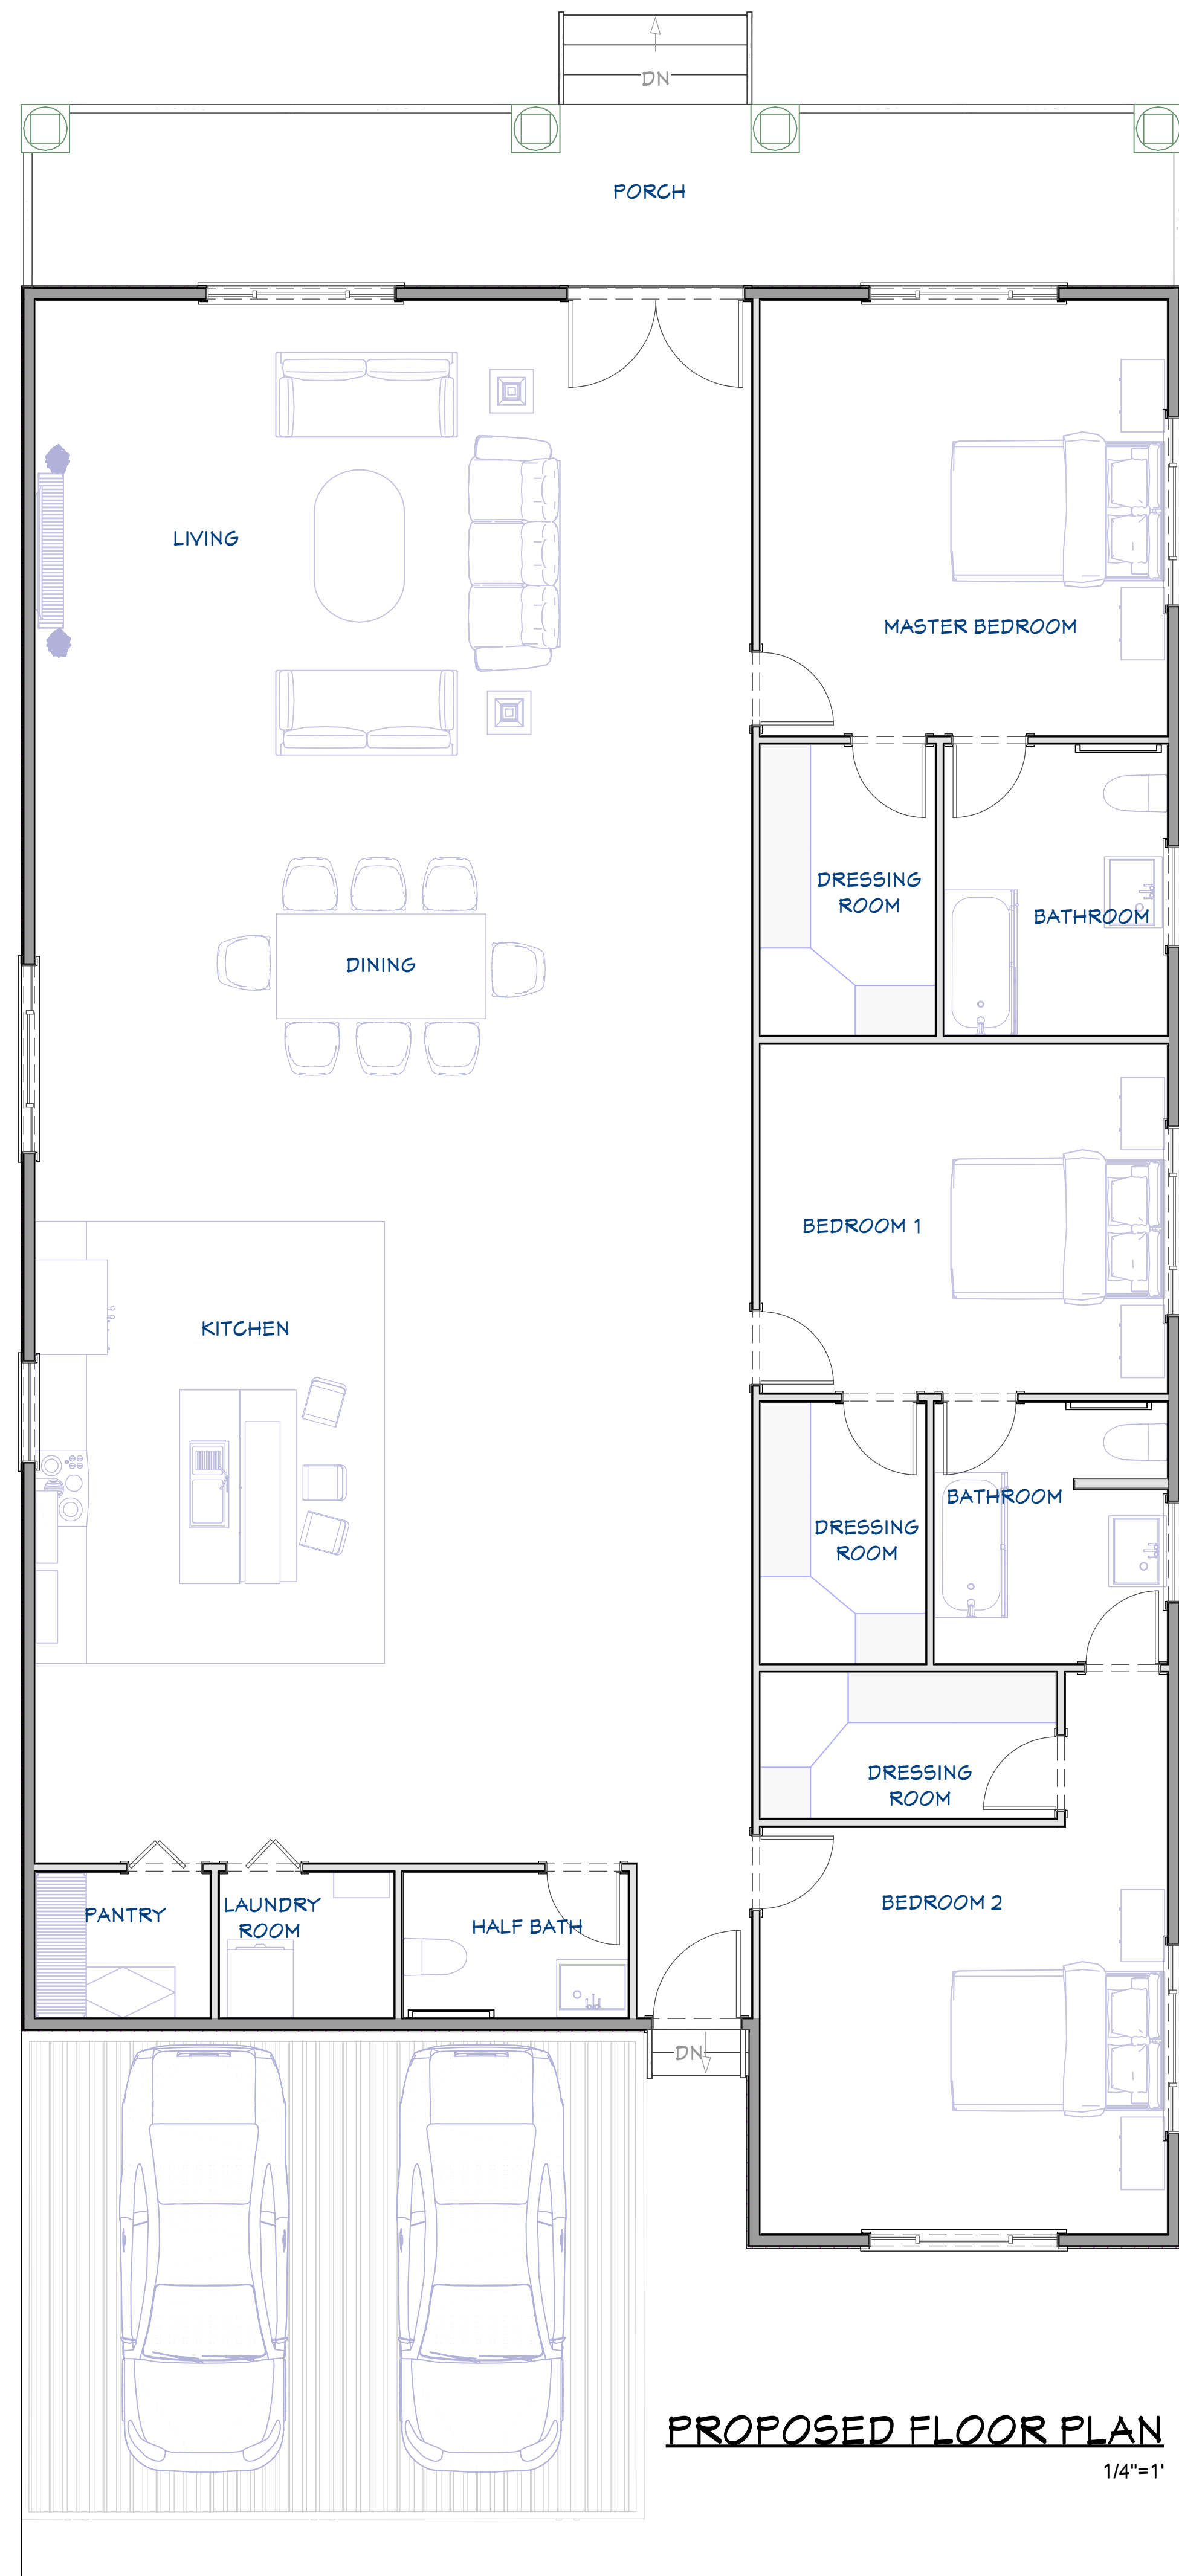 DN
PORCH
LIVING
MASTER BEDROOM
DRESSING
ROOM
BATHROOM
DINING
BEDROOM 1
KITCHEN
BATHROOM
DRESSING
ROOM
DRESSING
ROOM
PANTRY
LAUNDRY
ROOM
HALF BATH
BEDROOM 2
DN
PROPOSED FLOOR PLAN
1/4"=1'